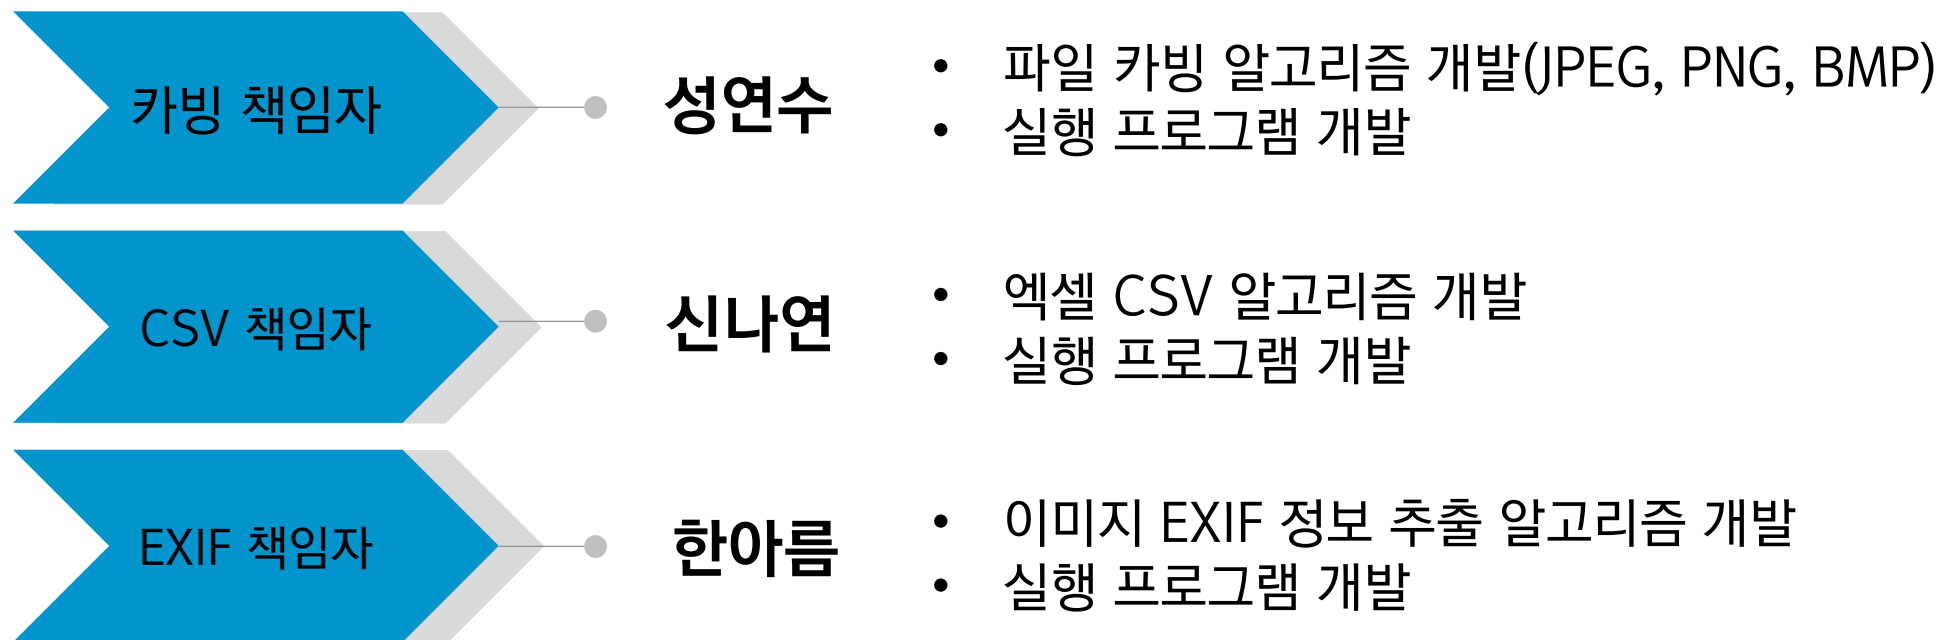 카빙 책임자
성연수
• 파일 카빙 알고리즘 개발(JPEG, PNG, BMP)
• 실행 프로그램 개발
CSV 책임자
신나연
• 엑셀 CSV 알고리즘 개발
• 실행 프로그램 개발
EXIF 책임자
한아름
• 이미지 EXIF 정보 추출 알고리즘 개발
• 실행 프로그램 개발